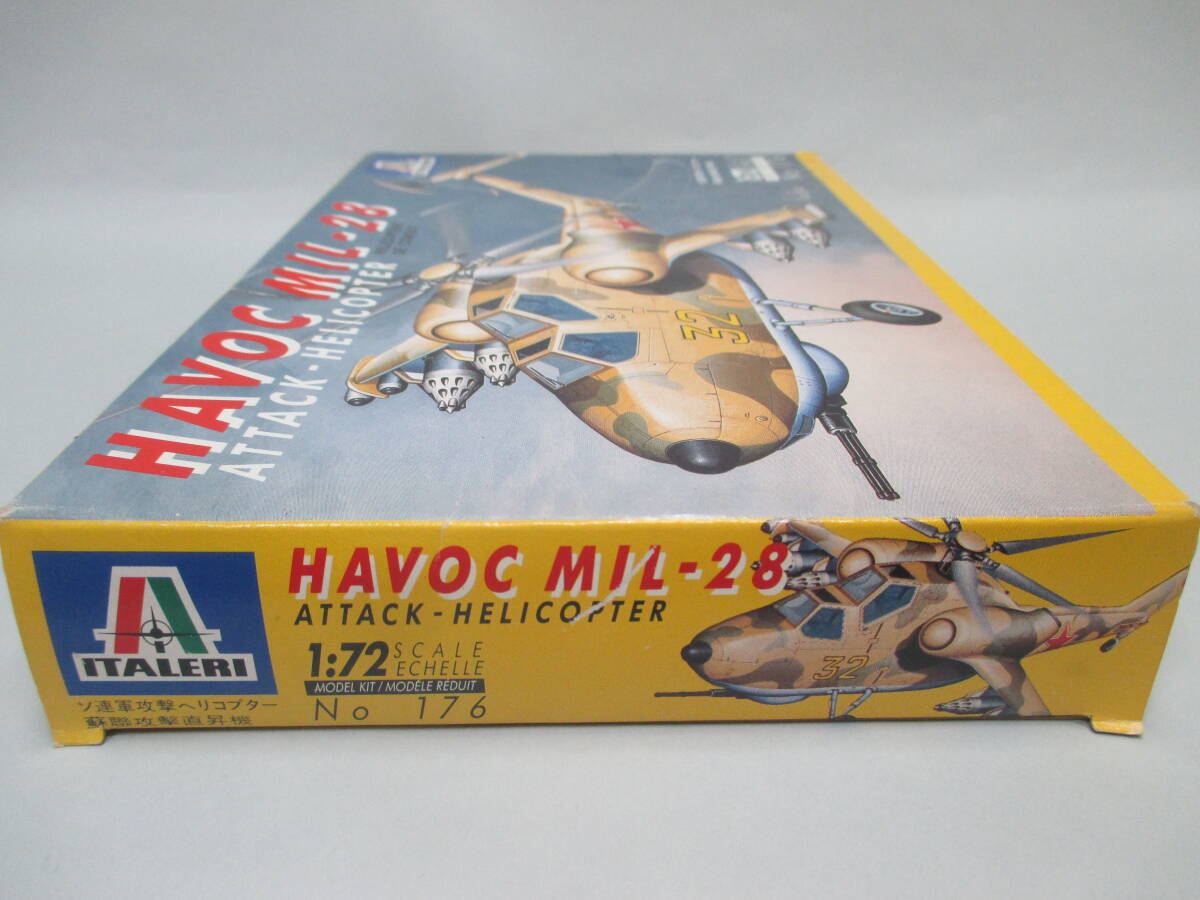 HAVOC MIL-28
ATTACK-HELICOPTER
32
HAVOC MIL-28
ATTACK-HELICOPTER
1:72 SCALE ECHELLE
MODEL KIT / MODÈLE RÉDUIT
No 176
ITALERI
ソ連軍攻撃ヘリコプター
蘇聯攻撃直昇機
32